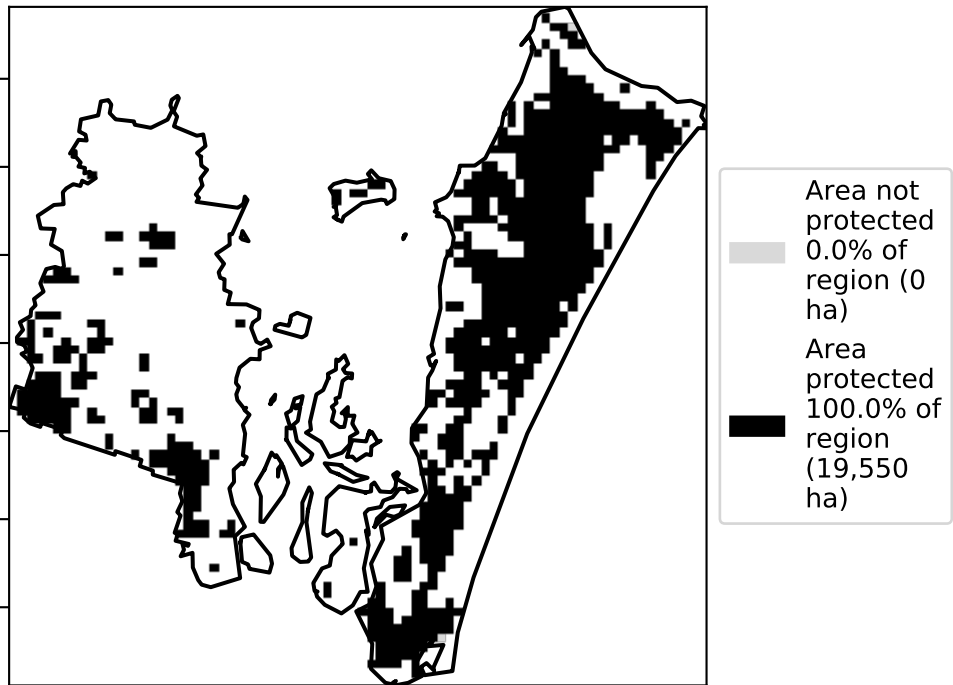 Area not
protected
0.0% of
region (0
ha)
Area
protected
100.0% of
region
(19,550
ha)